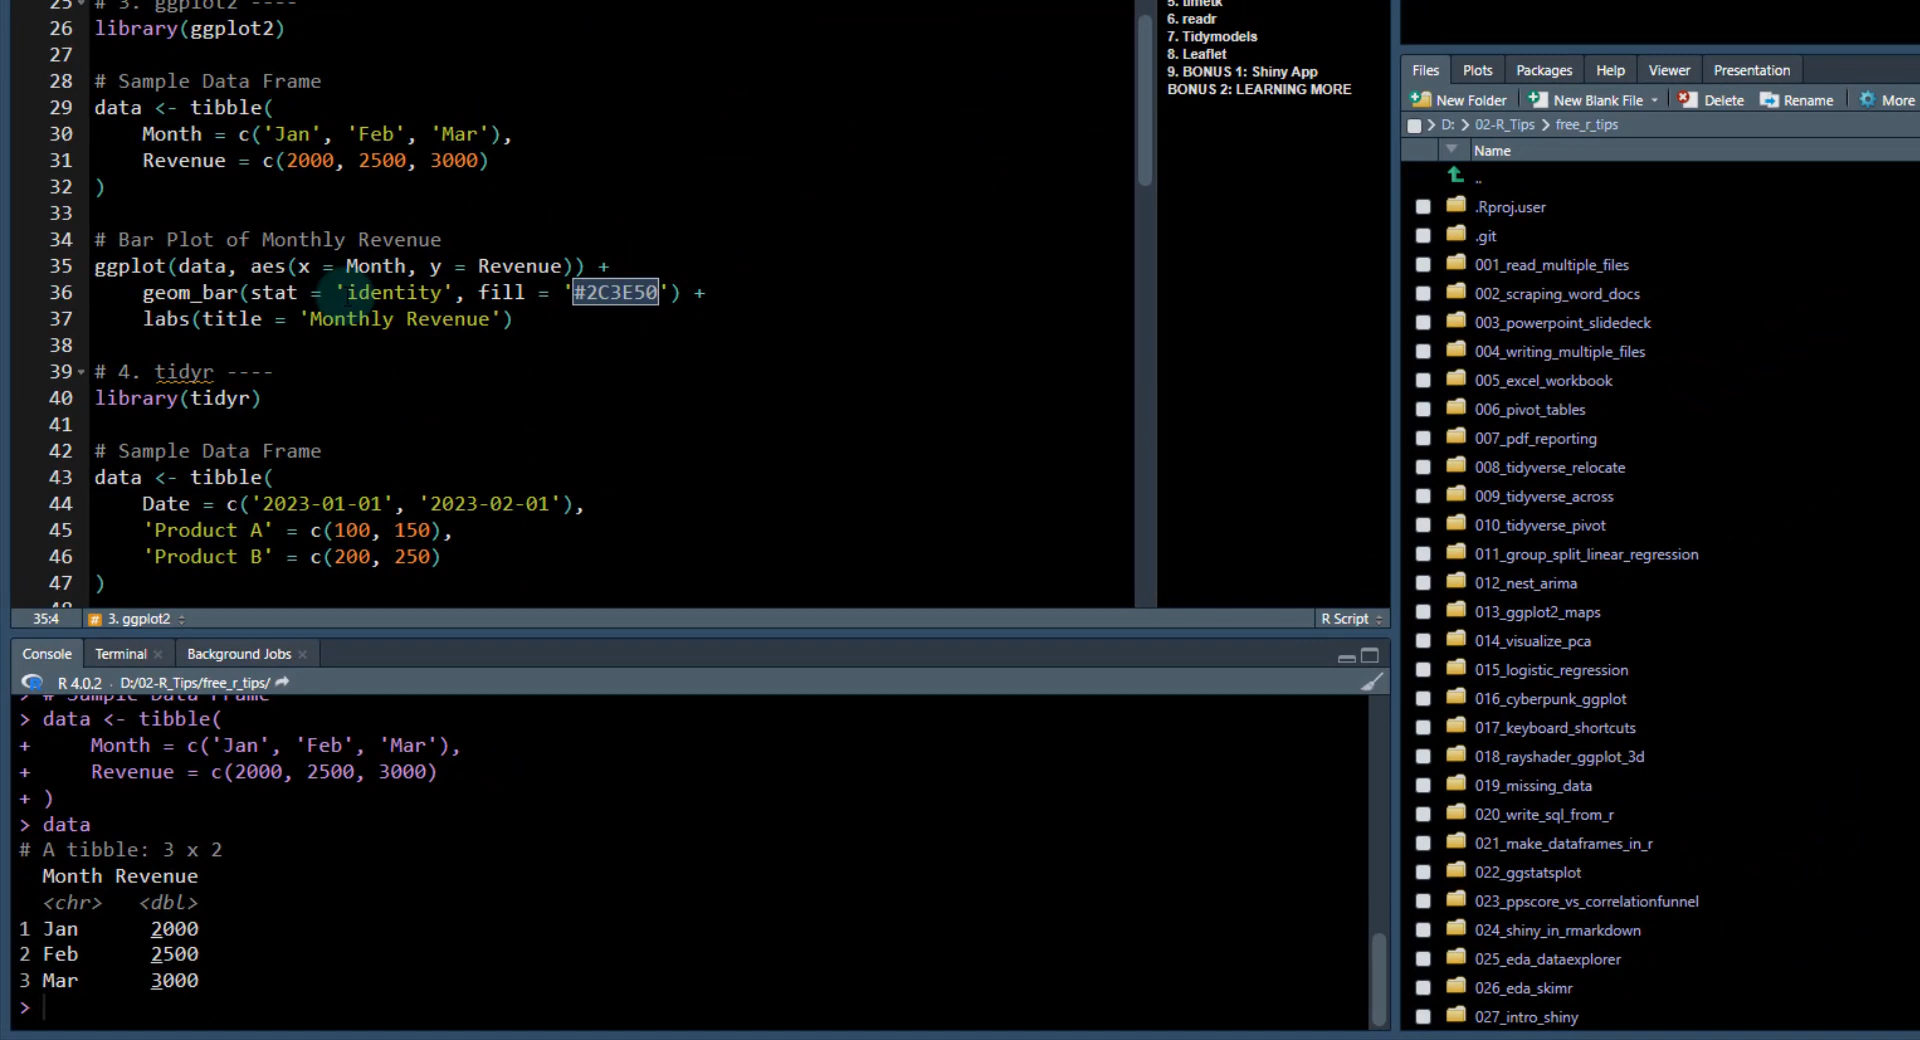 25 # 3. ggplot2 ----
26 library(ggplot2)
27
28 # Sample Data Frame
29 data <- tibble(
30 Month = c('Jan', 'Feb', 'Mar'),
31 Revenue = c(2000, 2500, 3000)
32 )
33
34 # Bar Plot of Monthly Revenue
35 ggplot(data, aes(x = Month, y = Revenue)) +
36 geom_bar(stat = 'identity', fill = '#2C3E50') +
37 labs(title = 'Monthly Revenue')
38
39 # 4. tidyr ----
40 library(tidyr)
41
42 # Sample Data Frame
43 data <- tibble(
44 Date = c('2023-01-01', '2023-02-01'),
45 'Product A' = c(100, 150),
46 'Product B' = c(200, 250)
47 )
48
35:4 # 3. ggplot2 R Script
5. timetk
6. readr
7. Tidymodels
8. Leaflet
9. BONUS 1: Shiny App
BONUS 2: LEARNING MORE
Console Terminal Background Jobs
R 4.0.2 · D:/02-R_Tips/free_r_tips/
> # Sample Data Frame
> data <- tibble(
+ Month = c('Jan', 'Feb', 'Mar'),
+ Revenue = c(2000, 2500, 3000)
+ )
> data
# A tibble: 3 x 2
Month Revenue
<chr> <dbl>
1 Jan 2000
2 Feb 2500
3 Mar 3000
>
Files Plots Packages Help Viewer Presentation
New Folder New Blank File Delete Rename More
D: > 02-R_Tips > free_r_tips
Name
..
.Rproj.user
.git
001_read_multiple_files
002_scraping_word_docs
003_powerpoint_slidedeck
004_writing_multiple_files
005_excel_workbook
006_pivot_tables
007_pdf_reporting
008_tidyverse_relocate
009_tidyverse_across
010_tidyverse_pivot
011_group_split_linear_regression
012_nest_arima
013_ggplot2_maps
014_visualize_pca
015_logistic_regression
016_cyberpunk_ggplot
017_keyboard_shortcuts
018_rayshader_ggplot_3d
019_missing_data
020_write_sql_from_r
021_make_dataframes_in_r
022_ggstatsplot
023_ppscore_vs_correlationfunnel
024_shiny_in_rmarkdown
025_eda_dataexplorer
026_eda_skimr
027_intro_shiny